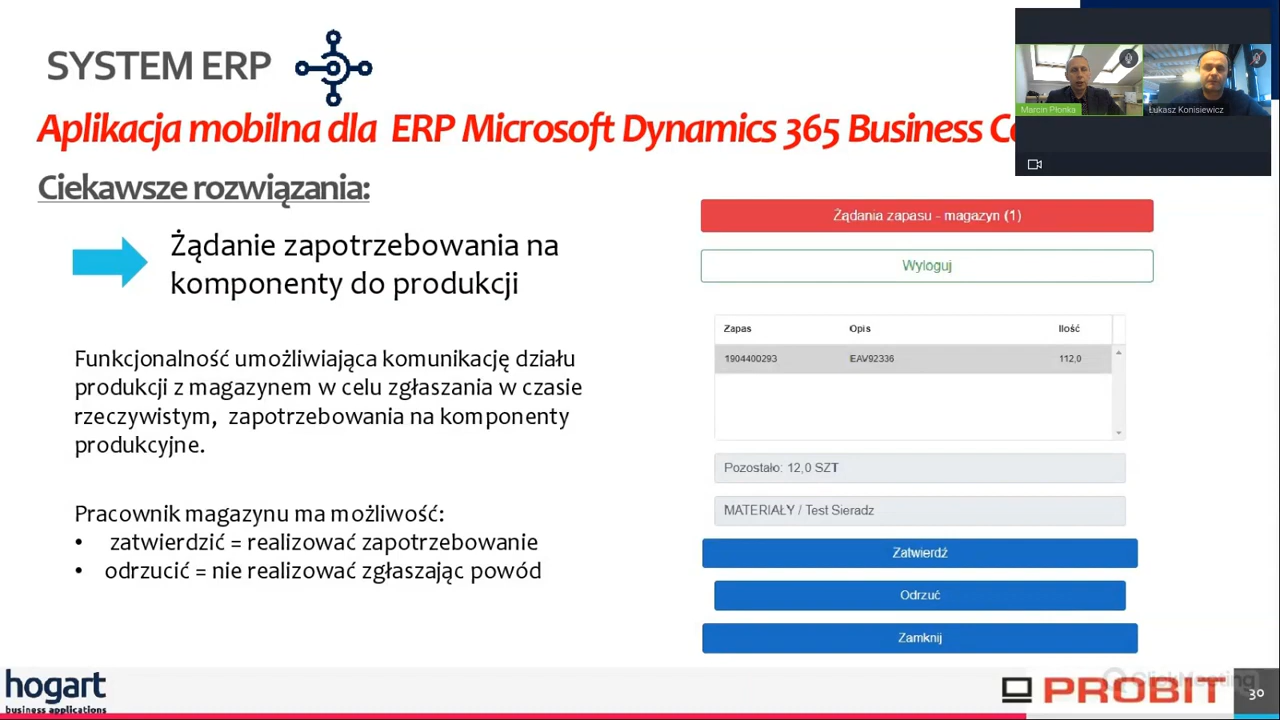 SYSTEM ERP
Aplikacja mobilna dla ERP Microsoft Dynamics 365 Business
Marcin Płonka
Łukasz Konisiewicz
Ciekawsze rozwiązania:
Żądanie zapotrzebowania na
komponenty do produkcji
Funkcjonalność umożliwiająca komunikację działu
produkcji z magazynem w celu zgłaszania w czasie
rzeczywistym, zapotrzebowania na komponenty
produkcyjne.
Pracownik magazynu ma możliwość:
• zatwierdzić = realizować zapotrzebowanie
• odrzucić = nie realizować zgłaszając powód
Żądania zapasu - magazyn (1)
Wyloguj
Zapas Opis Ilość
1904400293 EAV92336 112,0
Pozostało: 12,0 SZT
MATERIAŁY / Test Sieradz
Zatwierdź
Odrzuć
Zamknij
hogart
business applications
PROBIT
ClickMeeting
30